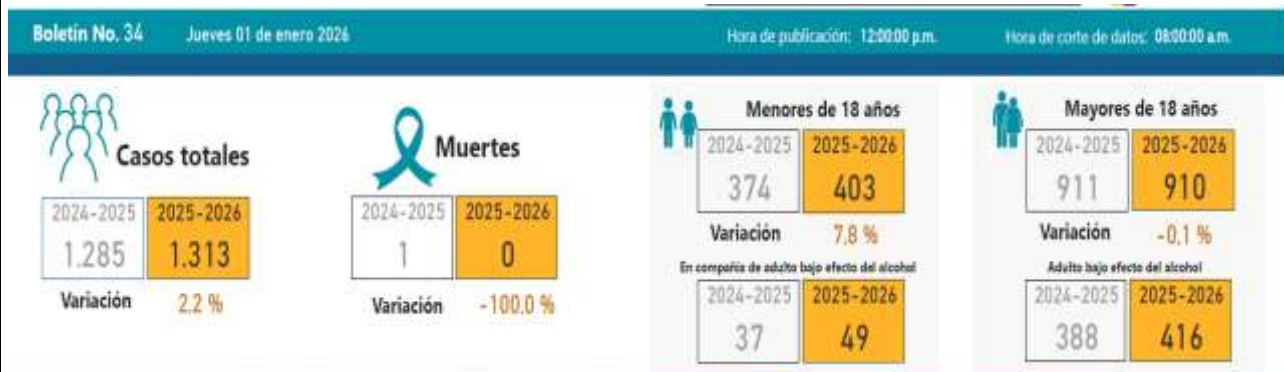 Boletín No. 34 Jueves 01 de enero 2026 Hora de publicación: 12:00:00 p.m. Hora de corte de datos: 08:00:00 a.m.
Casos totales
2024-2025 2025-2026
1.285 1.313
Variación 2,2 %
Muertes
2024-2025 2025-2026
1 0
Variación -100,0 %
Menores de 18 años
2024-2025 2025-2026
374 403
Variación 7,8 %
En compañía de adulto bajo efecto del alcohol
2024-2025 2025-2026
37 49
Mayores de 18 años
2024-2025 2025-2026
911 910
Variación -0,1 %
Adulto bajo efecto del alcohol
2024-2025 2025-2026
388 416